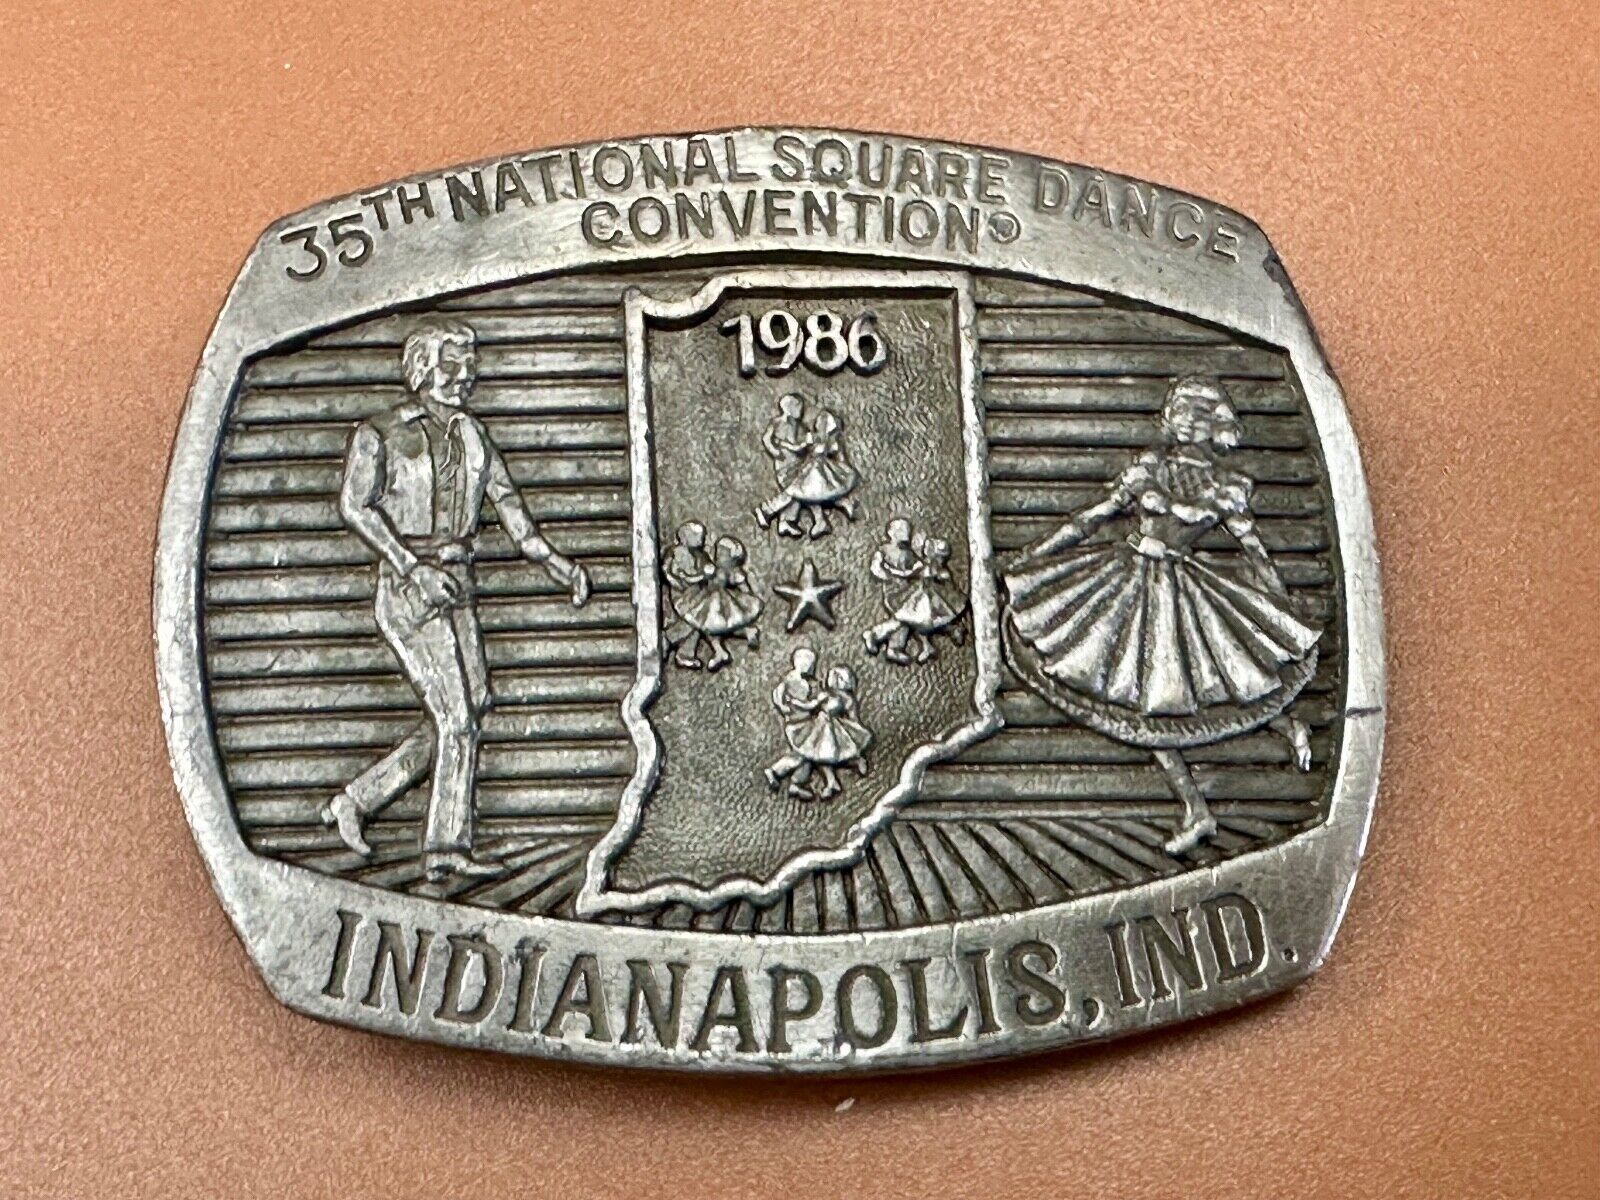 35TH NATIONAL SQUARE DANCE
CONVENTION®
1986
INDIANAPOLIS, IND.